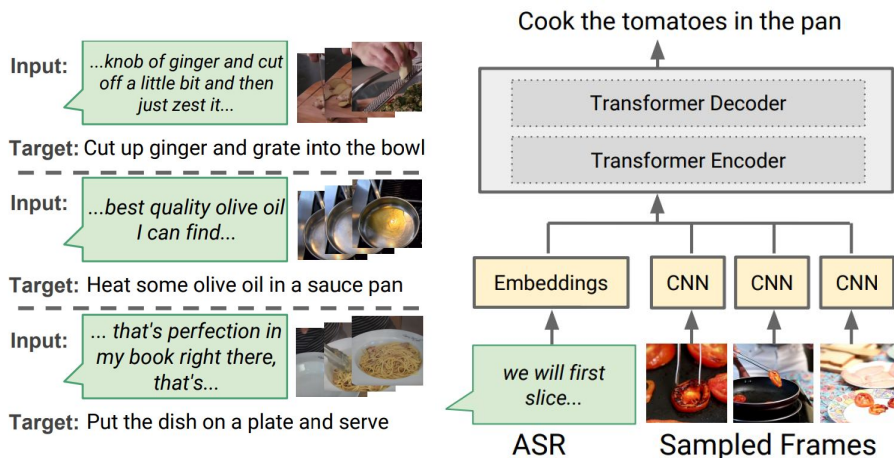 Input:
...knob of ginger and cut
off a little bit and then
just zest it...
Target: Cut up ginger and grate into the bowl
Input:
...best quality olive oil
I can find...
Target: Heat some olive oil in a sauce pan
Input:
... that's perfection in
my book right there,
that's...
Target: Put the dish on a plate and serve
Cook the tomatoes in the pan
Transformer Decoder
Transformer Encoder
Embeddings
CNN
CNN
CNN
we will first
slice...
ASR
Sampled Frames